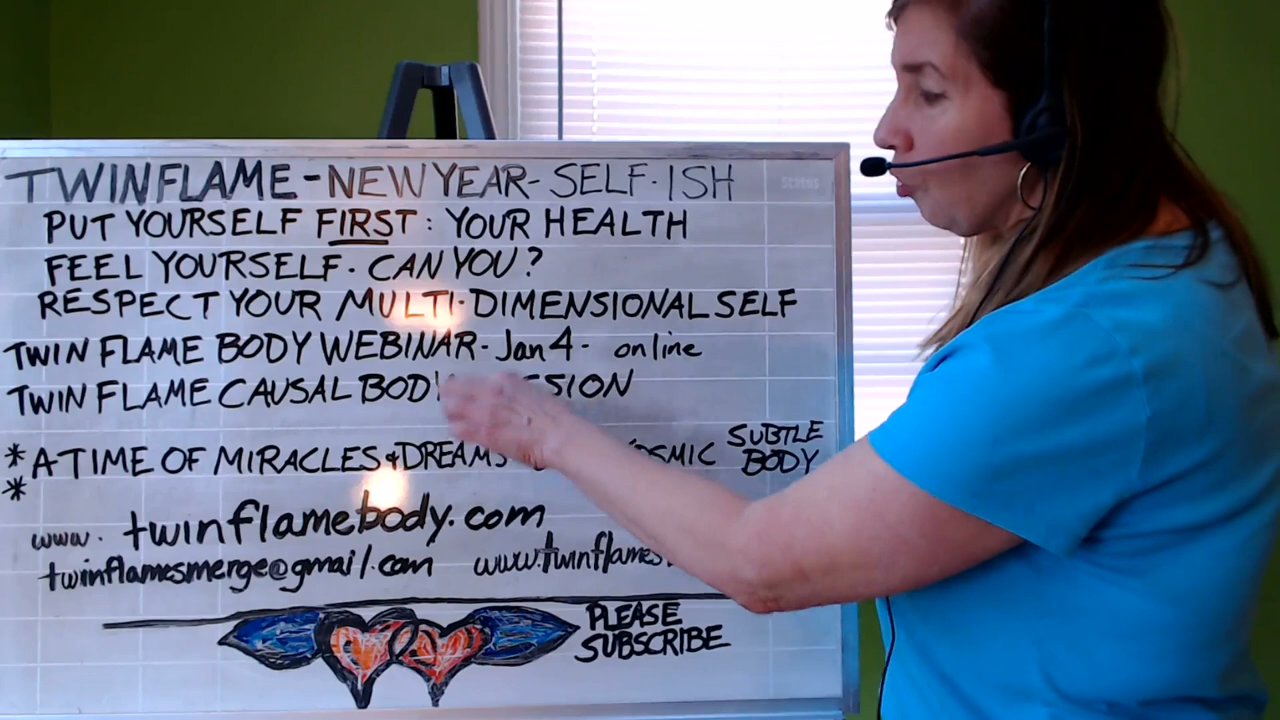 TWINFLAME - NEW YEAR - SELF-ISH
Status
PUT YOURSELF FIRST: YOUR HEALTH
FEEL YOURSELF. CAN YOU?
RESPECT YOUR MULTI-DIMENSIONAL SELF
TWIN FLAME BODY WEBINAR - Jan 4 - online
TWIN FLAME CAUSAL BODY
* A TIME OF MIRACLES & DREAMS SUBTLE BODY
*
www. twinflamebody.com
twinflamesmerge@gmail.com www.twinflames
PLEASE
SUBSCRIBE